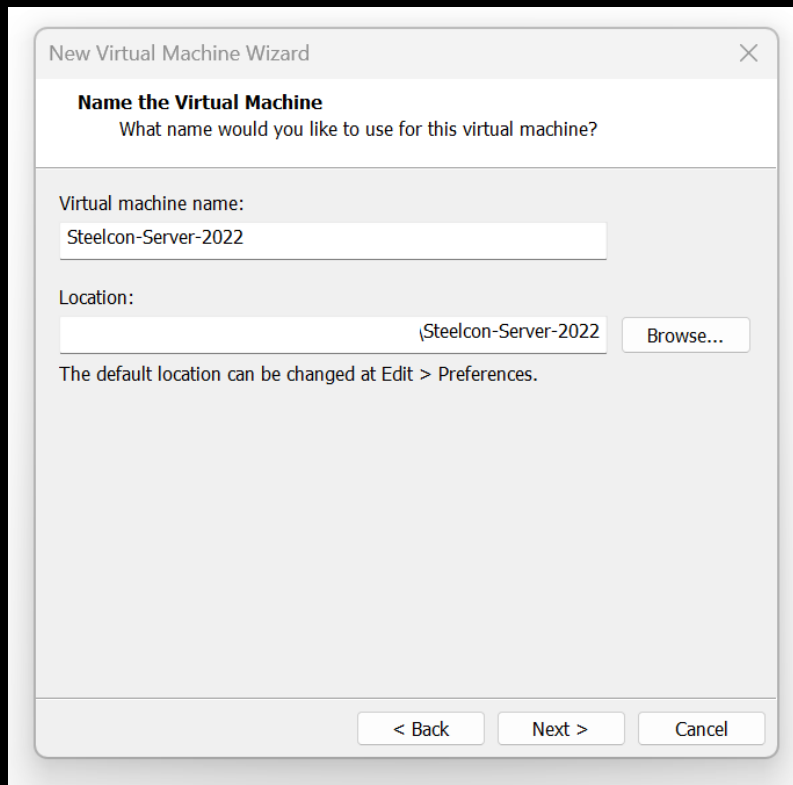 New Virtual Machine Wizard
Name the Virtual Machine
What name would you like to use for this virtual machine?
Virtual machine name:
Steelcon-Server-2022
Location:
\Steelcon-Server-2022
Browse...
The default location can be changed at Edit > Preferences.
< Back
Next >
Cancel